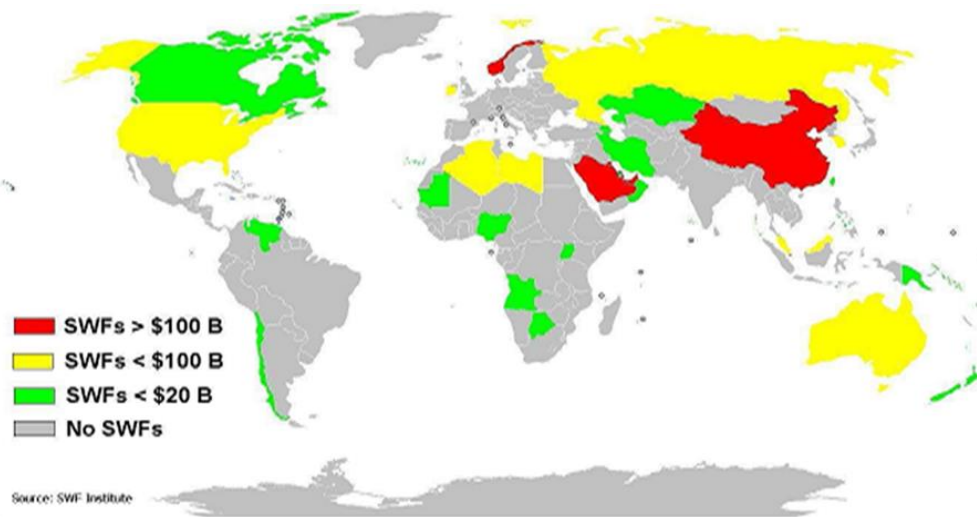 SWFs > $100 B
SWFs < $100 B
SWFs < $20 B
No SWFs
Source: SWF Institute